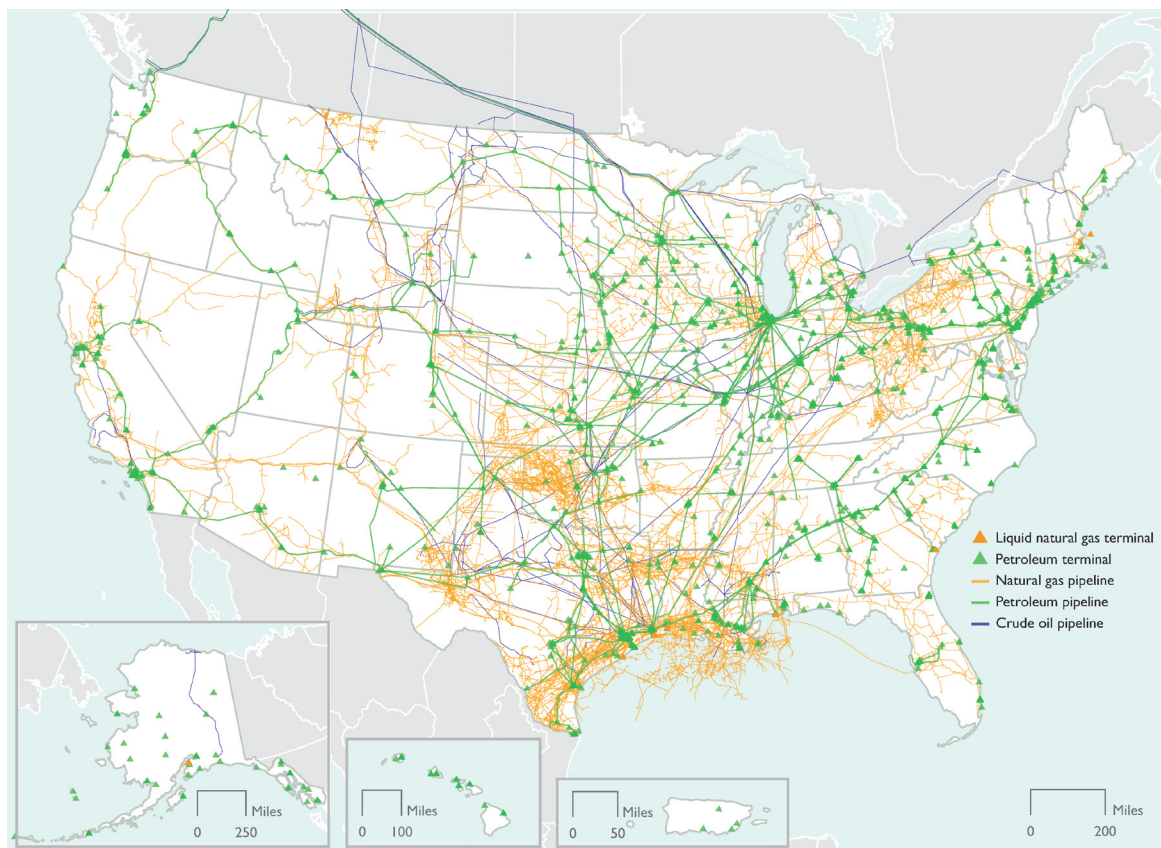 Liquid natural gas terminal
Petroleum terminal
Natural gas pipeline
Petroleum pipeline
Crude oil pipeline
Miles
0 250
Miles
0 100
Miles
0 50
Miles
0 200